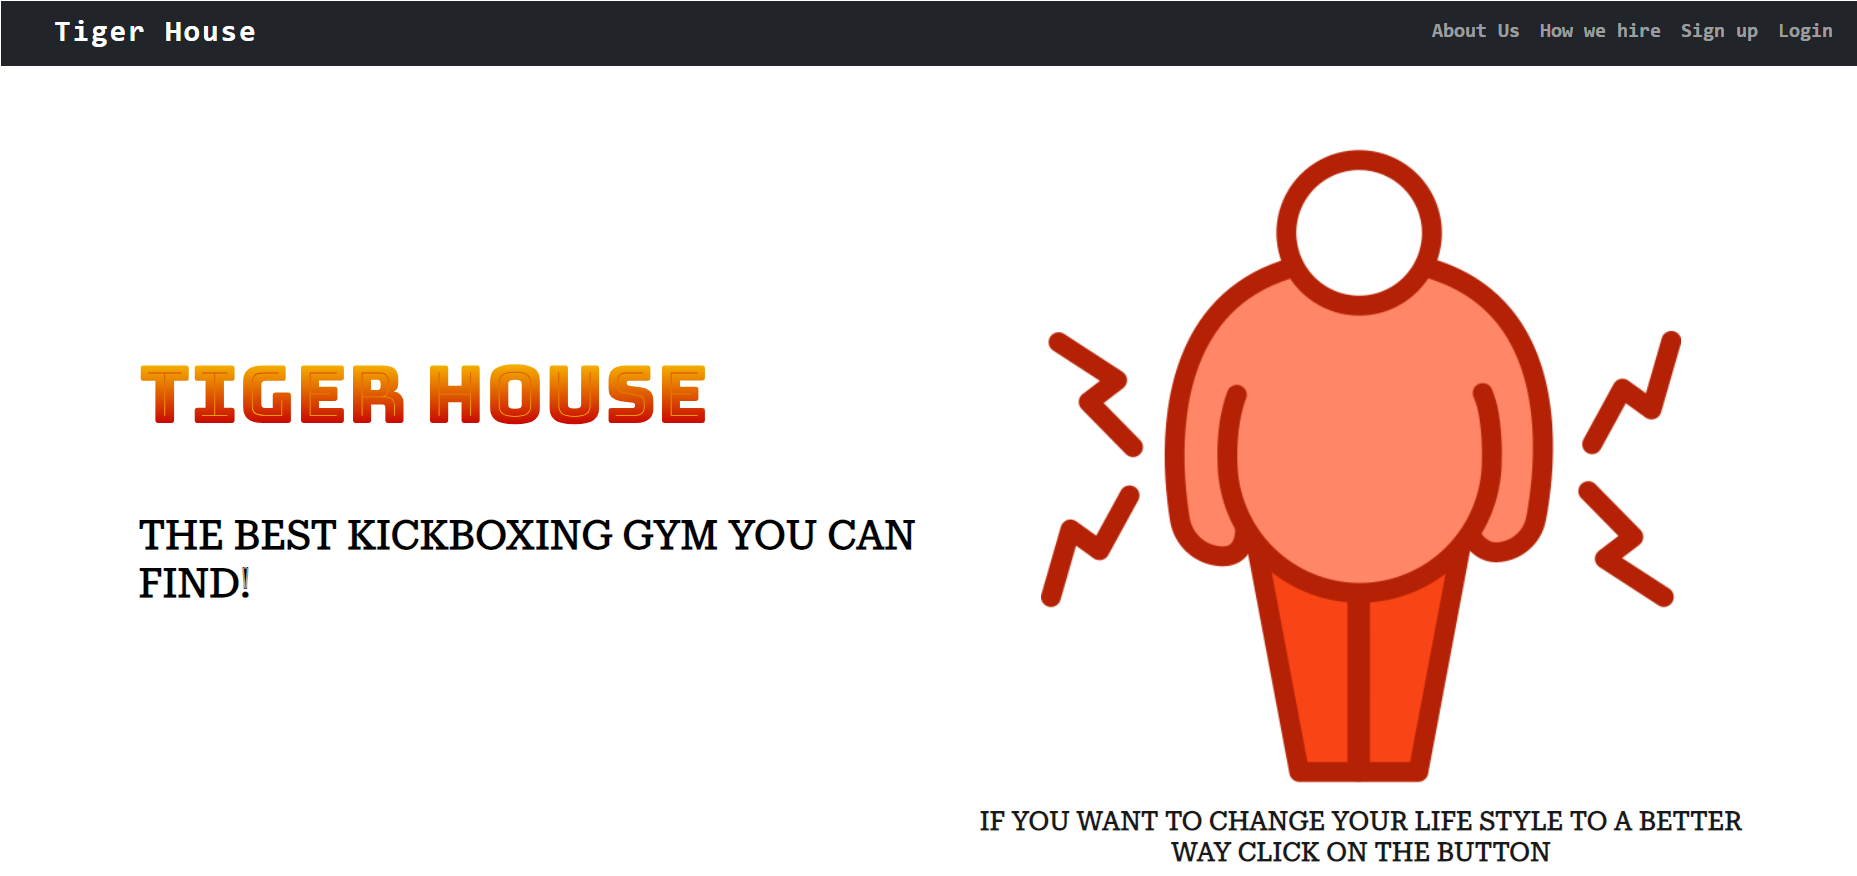 Tiger House
About Us How we hire Sign up Login
TIGER HOUSE
THE BEST KICKBOXING GYM YOU CAN
FIND!
IF YOU WANT TO CHANGE YOUR LIFE STYLE TO A BETTER
WAY CLICK ON THE BUTTON